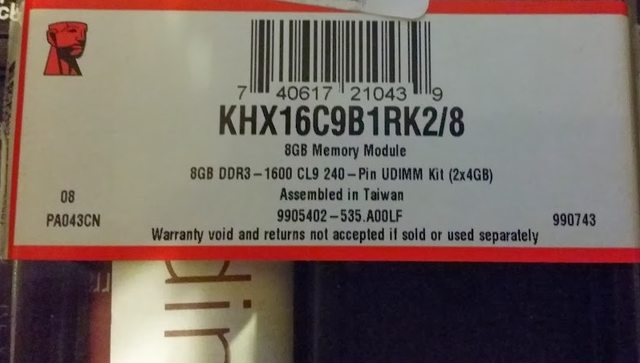 7 40617 21043 9
KHX16C9B1RK2/8
8GB Memory Module
8GB DDR3-1600 CL9 240-Pin UDIMM Kit (2x4GB)
08 Assembled in Taiwan
PA043CN 9905402-535.A00LF 990743
Warranty void and returns not accepted if sold or used separately